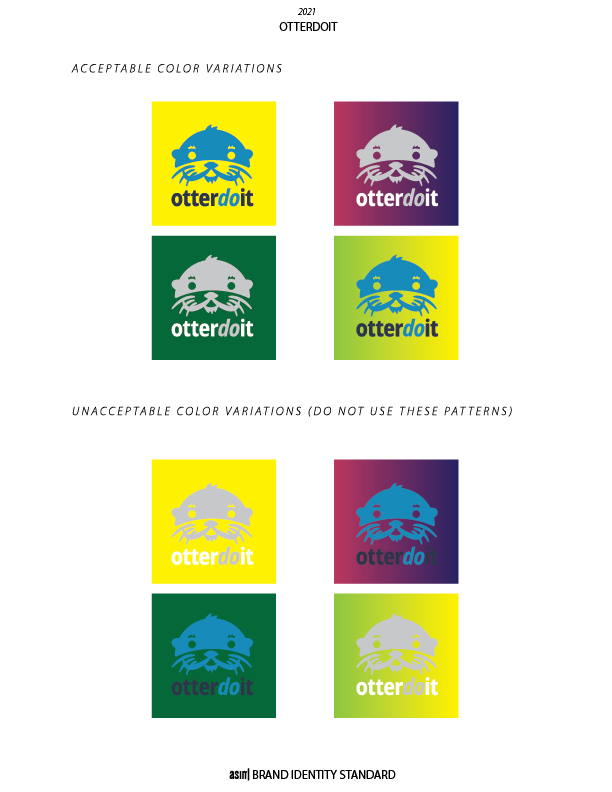 2021
OTTERDOIT
ACCEPTABLE COLOR VARIATIONS
otterdoit
otterdoit
otterdoit
otterdoit
UNACCEPTABLE COLOR VARIATIONS (DO NOT USE THESE PATTERNS)
otterdoit
otterdoit
otterdoit
otterdoit
BRAND IDENTITY STANDARD